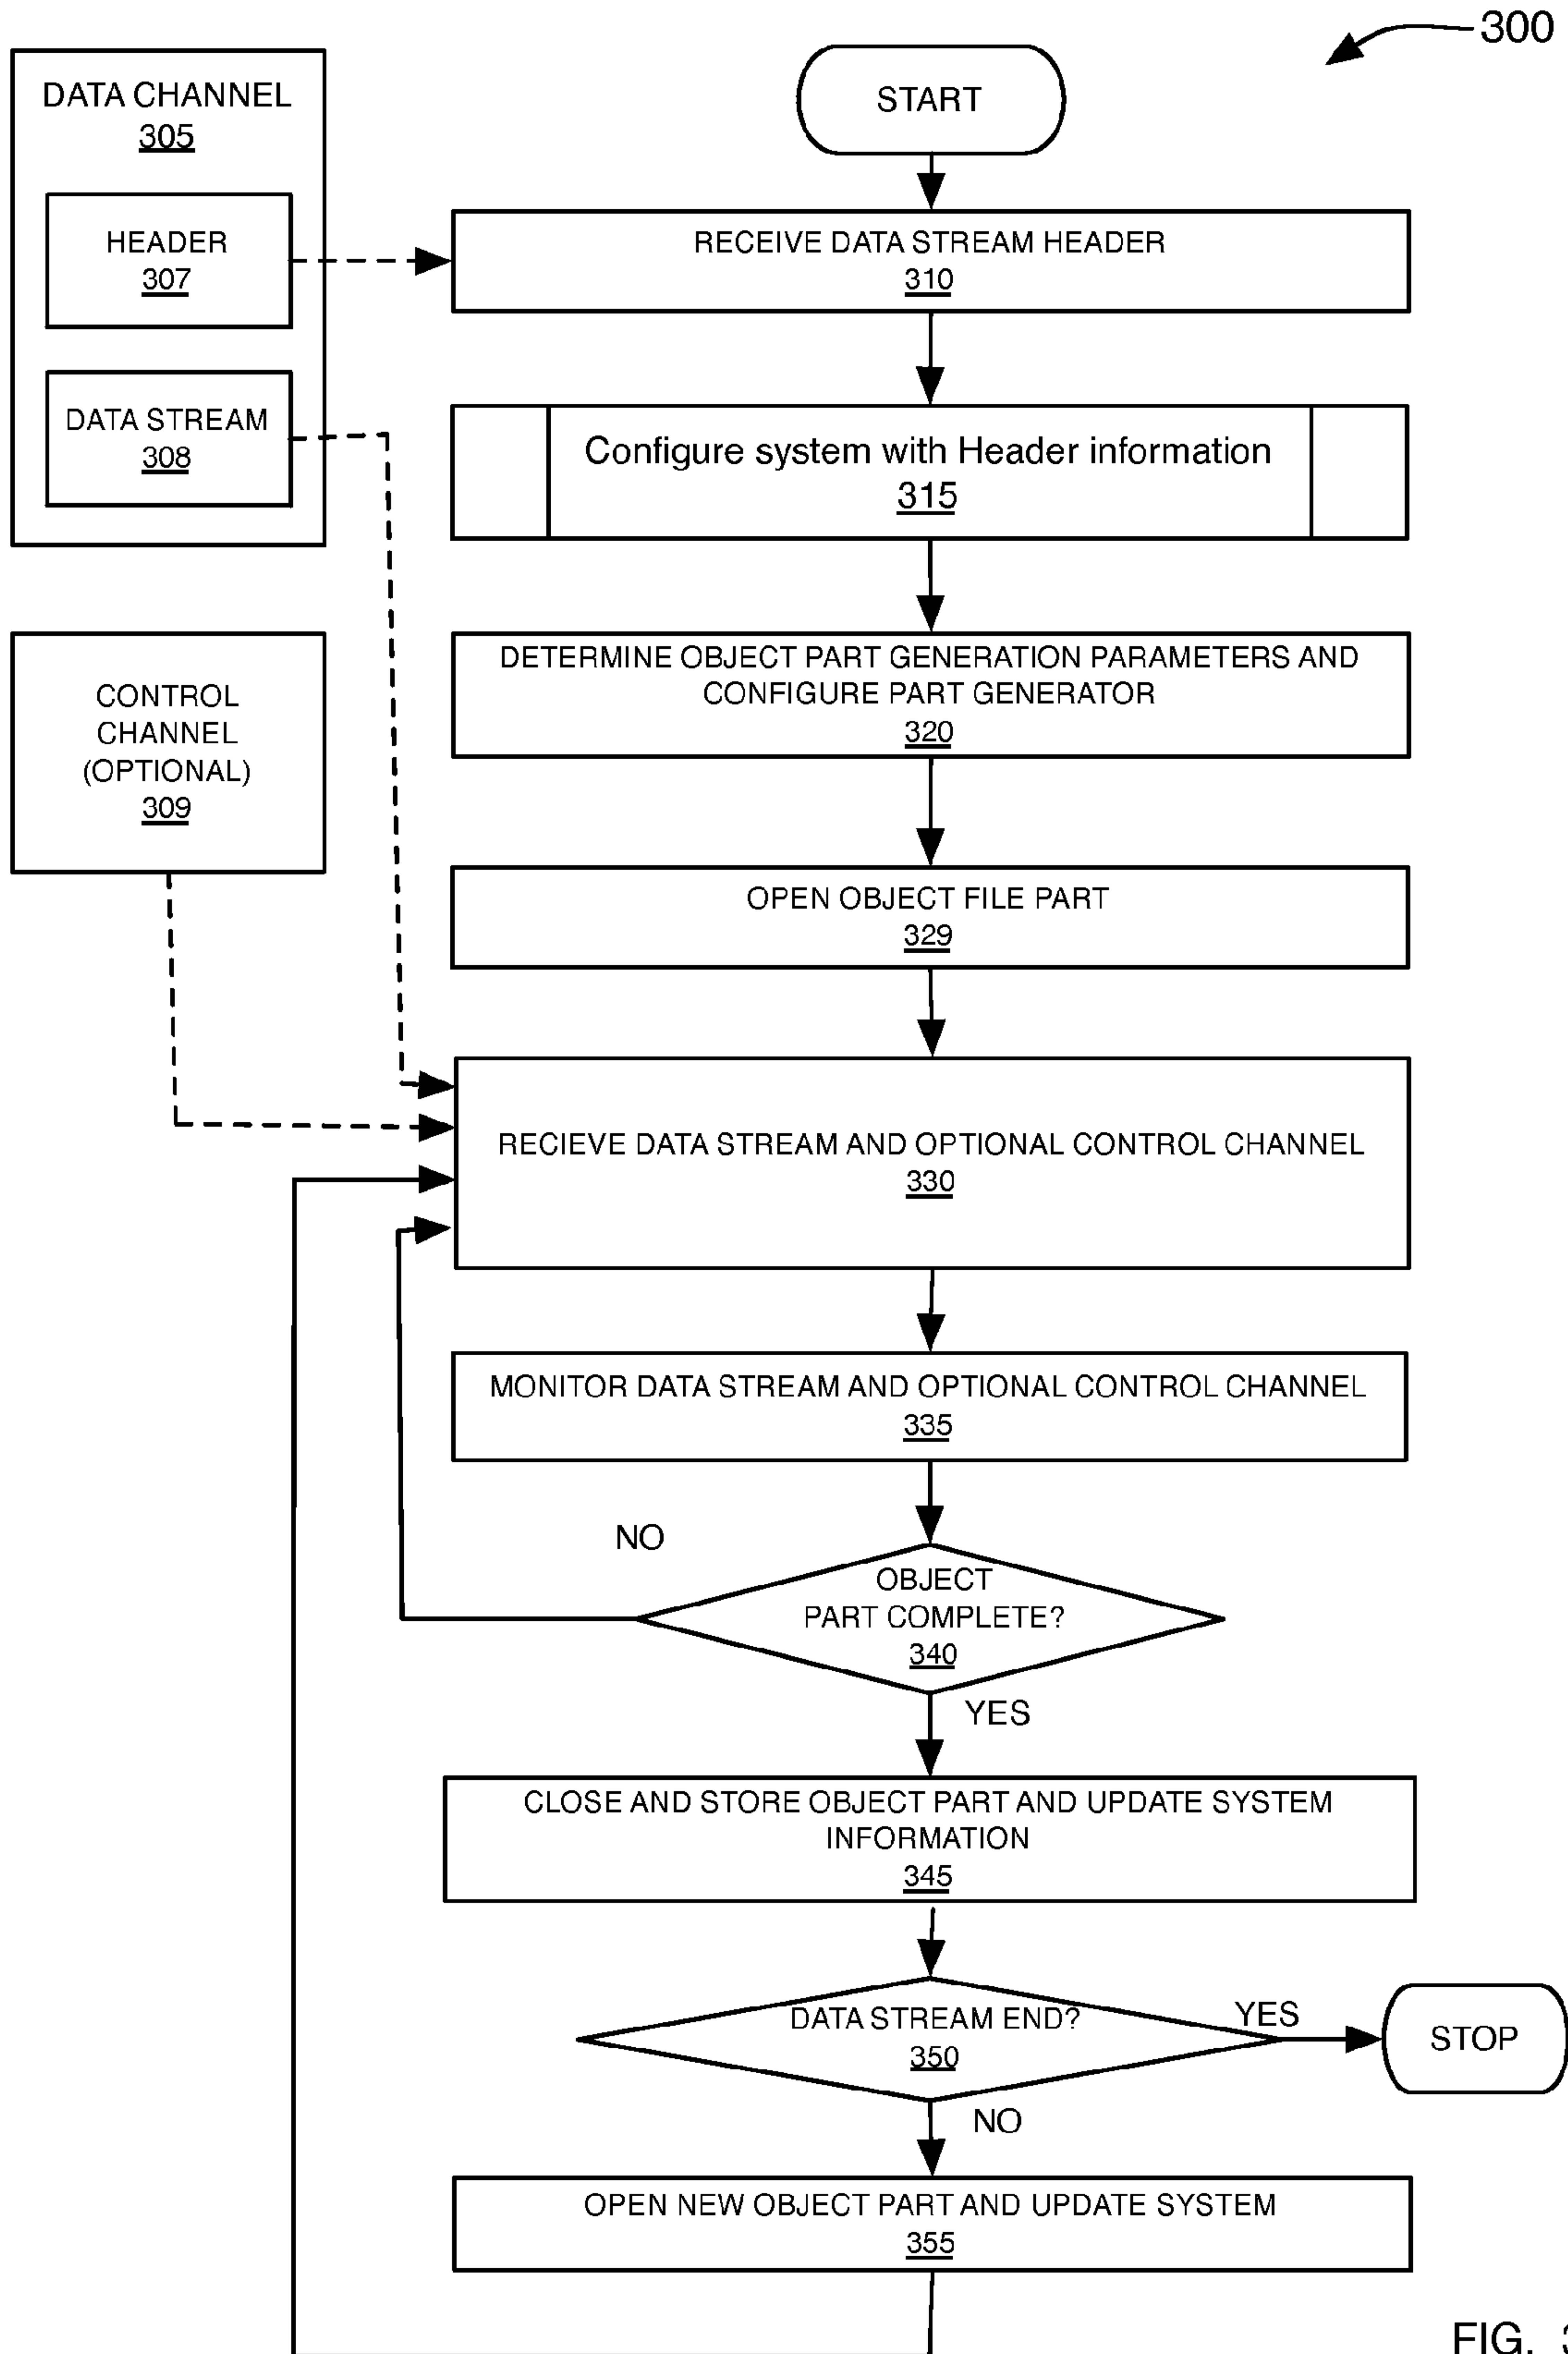 300
DATA CHANNEL
305
HEADER
307
DATA STREAM
308
CONTROL
CHANNEL
(OPTIONAL)
309
START
RECEIVE DATA STREAM HEADER
310
Configure system with Header information
315
DETERMINE OBJECT PART GENERATION PARAMETERS AND
CONFIGURE PART GENERATOR
320
OPEN OBJECT FILE PART
329
RECIEVE DATA STREAM AND OPTIONAL CONTROL CHANNEL
330
MONITOR DATA STREAM AND OPTIONAL CONTROL CHANNEL
335
NO
OBJECT
PART COMPLETE?
340
YES
CLOSE AND STORE OBJECT PART AND UPDATE SYSTEM
INFORMATION
345
DATA STREAM END?
350
YES
STOP
NO
OPEN NEW OBJECT PART AND UPDATE SYSTEM
355
FIG. 3